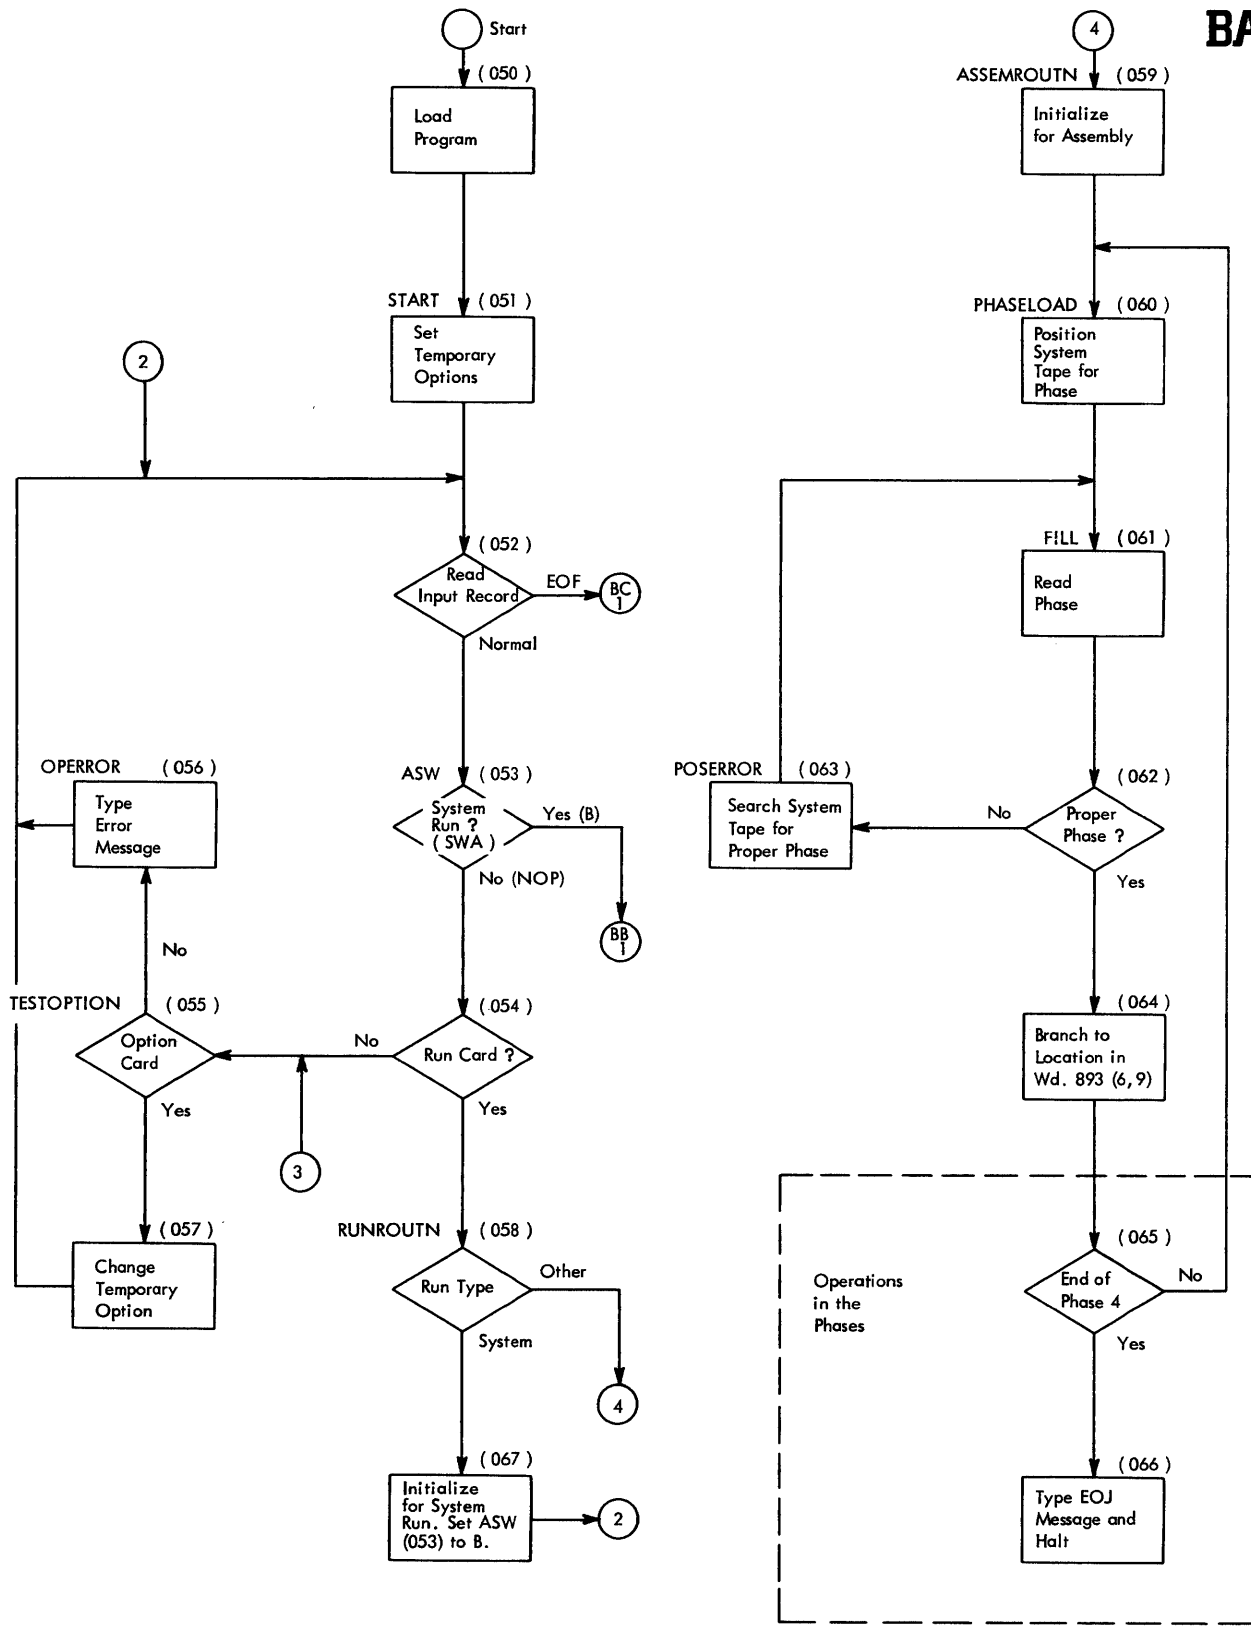 Start
(050)
Load
Program
START (051)
Set
Temporary
Options
2
(052)
Read
Input Record
EOF
BC
1
Normal
ASW (053)
System
Run ?
(SWA)
Yes (B)
No (NOP)
BB
1
OPERROR (056)
Type
Error
Message
No
TESTOPTION (055)
Option
Card
Yes
(054)
Run Card ?
No
Yes
3
(057)
Change
Temporary
Option
RUNROUTN (058)
Run Type
Other
4
System
(067)
Initialize
for System
Run. Set ASW
(053) to B.
2
4
BA
ASSEMROUTN (059)
Initialize
for Assembly
PHASELOAD (060)
Position
System
Tape for
Phase
FILL (061)
Read
Phase
(062)
Proper
Phase ?
No
Yes
POSERROR (063)
Search System
Tape for
Proper Phase
(064)
Branch to
Location in
Wd. 893 (6,9)
(065)
End of
Phase 4
No
Yes
Operations
in the
Phases
(066)
Type EOJ
Message and
Halt